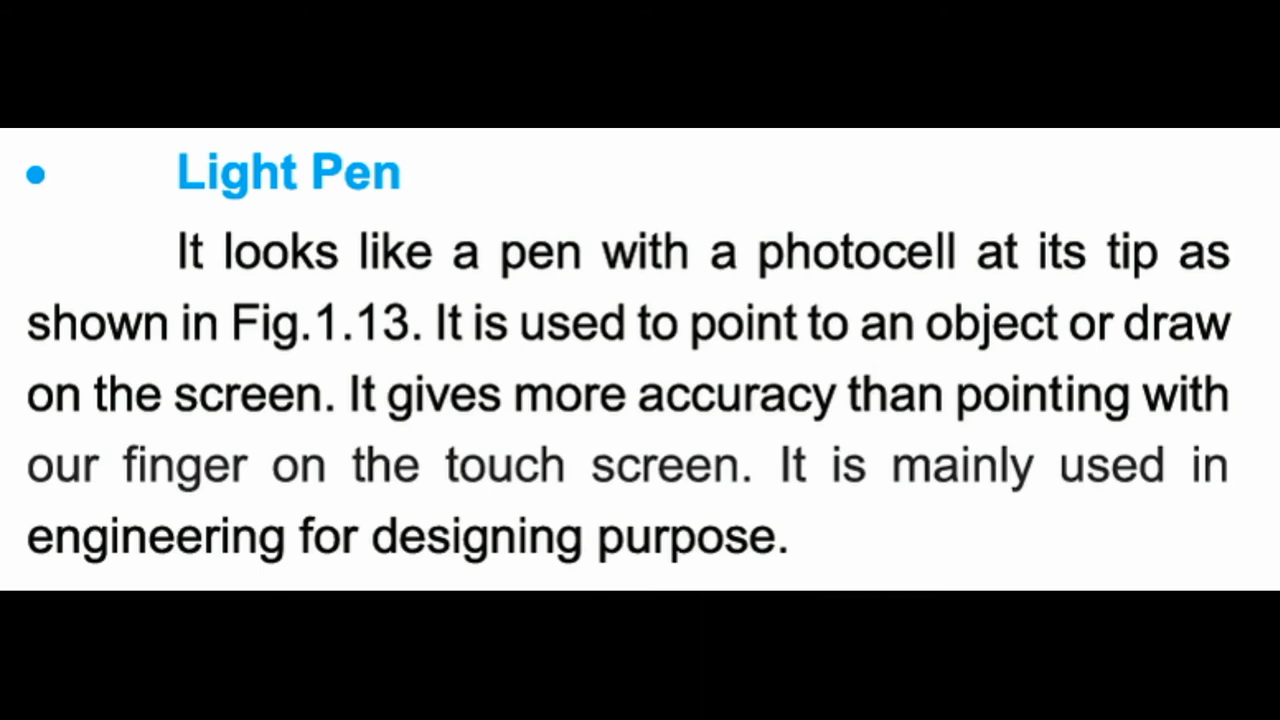 • Light Pen
It looks like a pen with a photocell at its tip as
shown in Fig.1.13. It is used to point to an object or draw
on the screen. It gives more accuracy than pointing with
our finger on the touch screen. It is mainly used in
engineering for designing purpose.